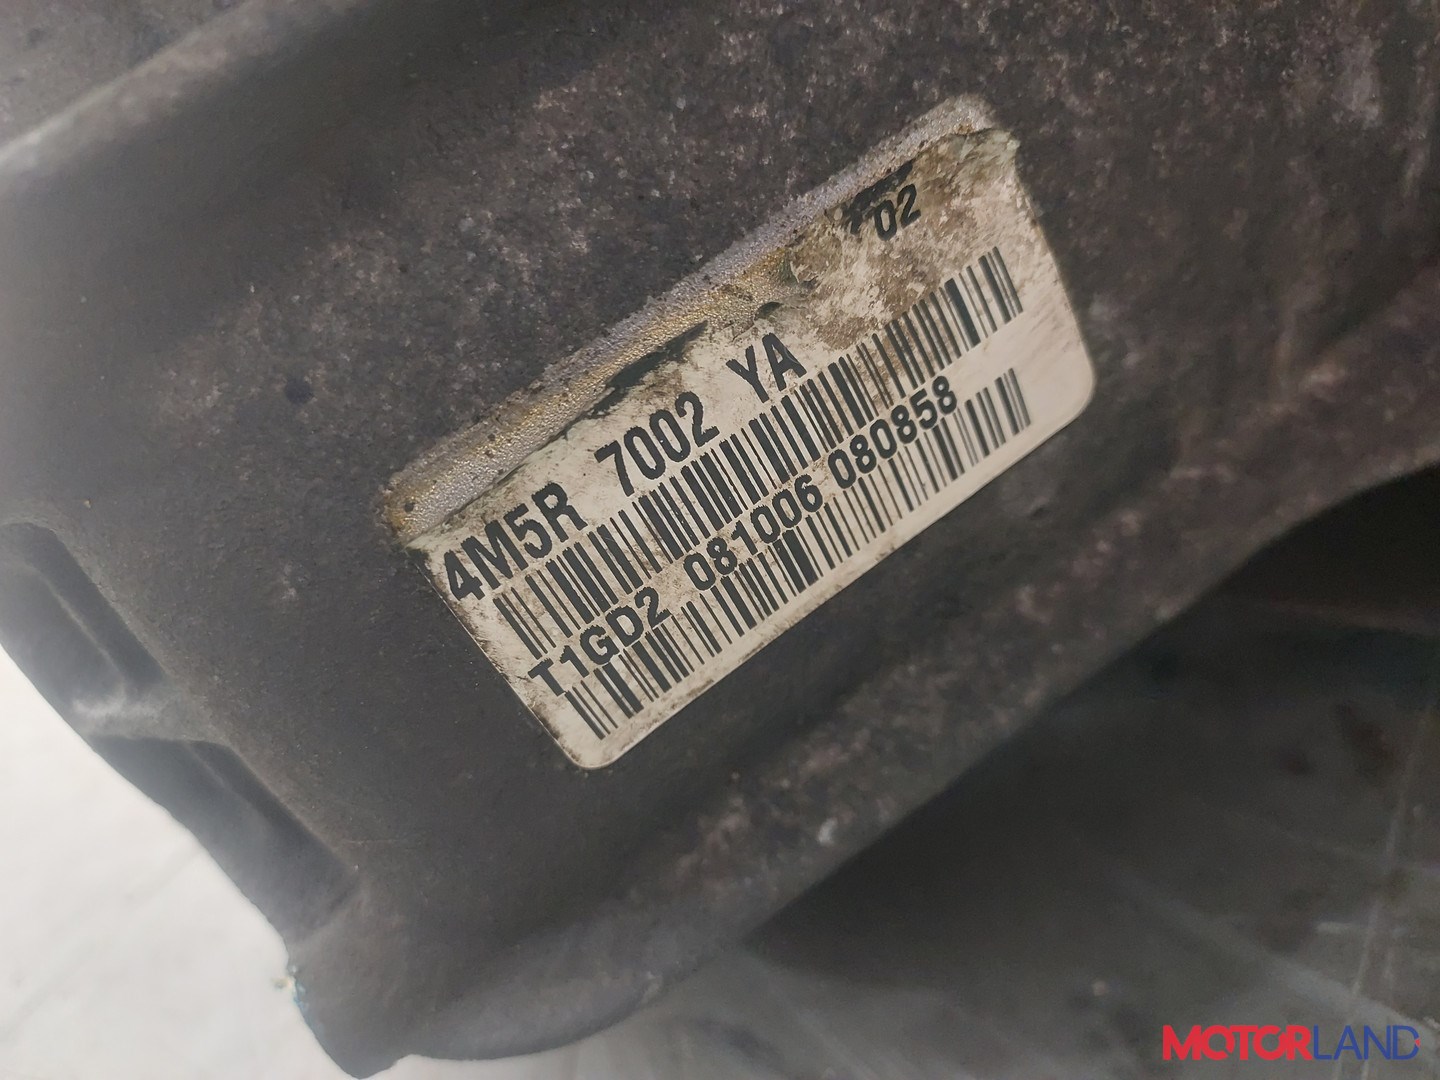 02
4M5R 7002 YA
T1GD2 081006 080858
MOTORLAND